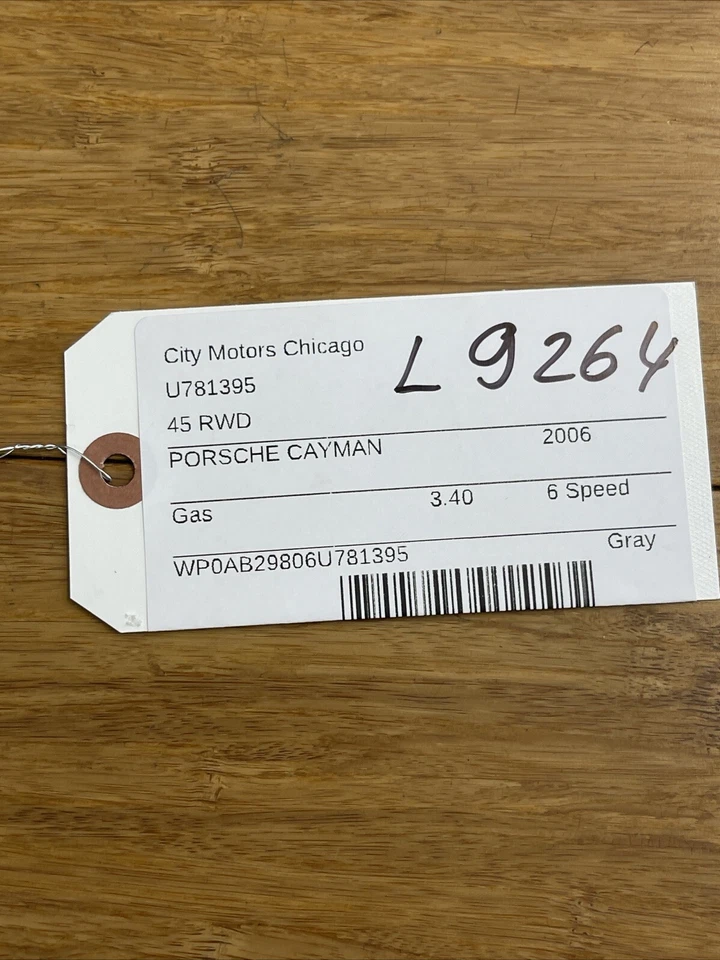 City Motors Chicago
L 9264
U781395
45 RWD
PORSCHE CAYMAN 2006
Gas 3.40 6 Speed
WP0AB29806U781395 Gray